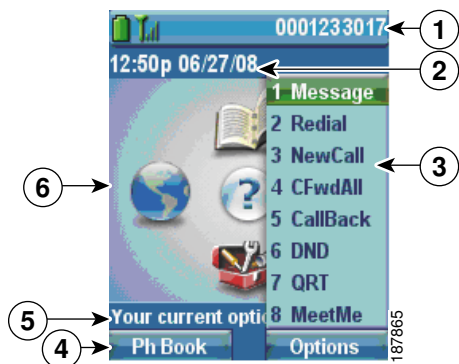 0001233017
1
12:50p 06/27/08
2
1 Message
2 Redial
3 NewCall
3
4 CFwdAll
6
5 CallBack
6 DND
7 QRT
5
Your current optio
8 MeetMe
4
Ph Book
Options
187865